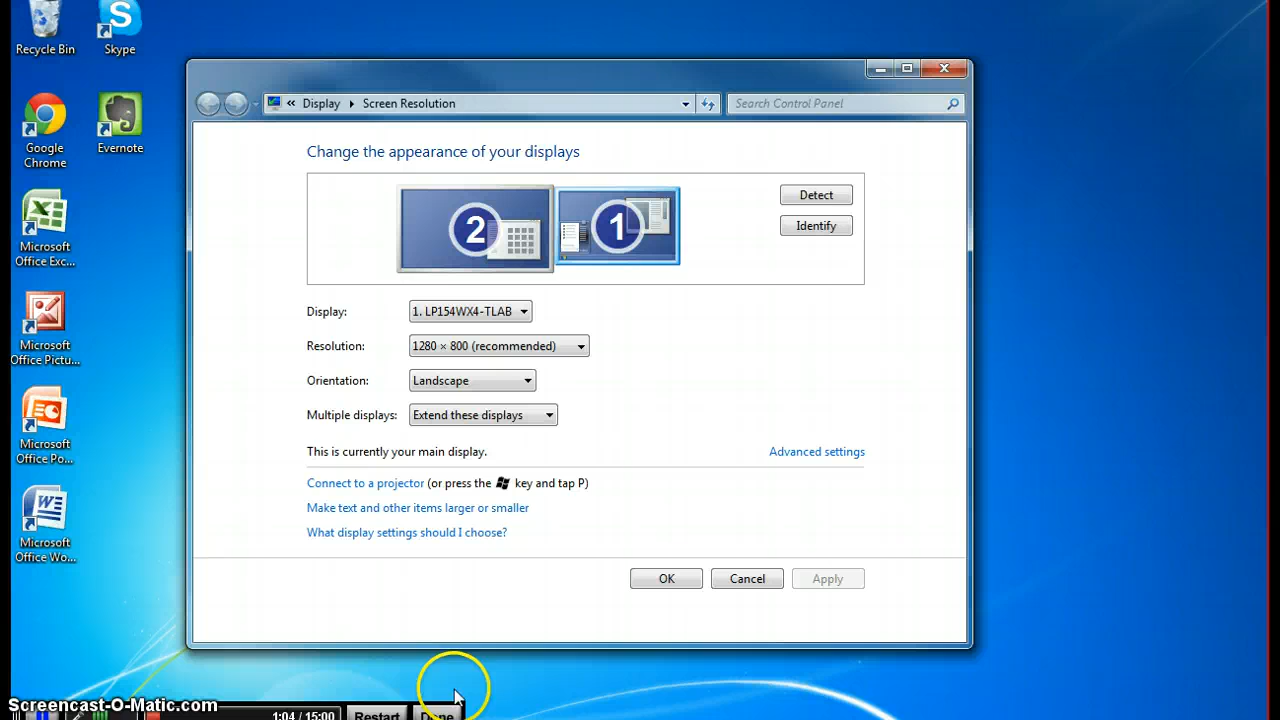 Recycle Bin
Skype
Google
Chrome
Evernote
Microsoft
Office Exc...
Microsoft
Office Pictu...
Microsoft
Office Po...
Microsoft
Office Wo...
« Display ▸ Screen Resolution
Search Control Panel
Change the appearance of your displays
2
1
Detect
Identify
Display: 1. LP154WX4-TLAB
Resolution: 1280 × 800 (recommended)
Orientation: Landscape
Multiple displays: Extend these displays
This is currently your main display.
Advanced settings
Connect to a projector (or press the key and tap P)
Make text and other items larger or smaller
What display settings should I choose?
OK
Cancel
Apply
Screencast-O-Matic.com
1:04 / 15:00
Restart
Done